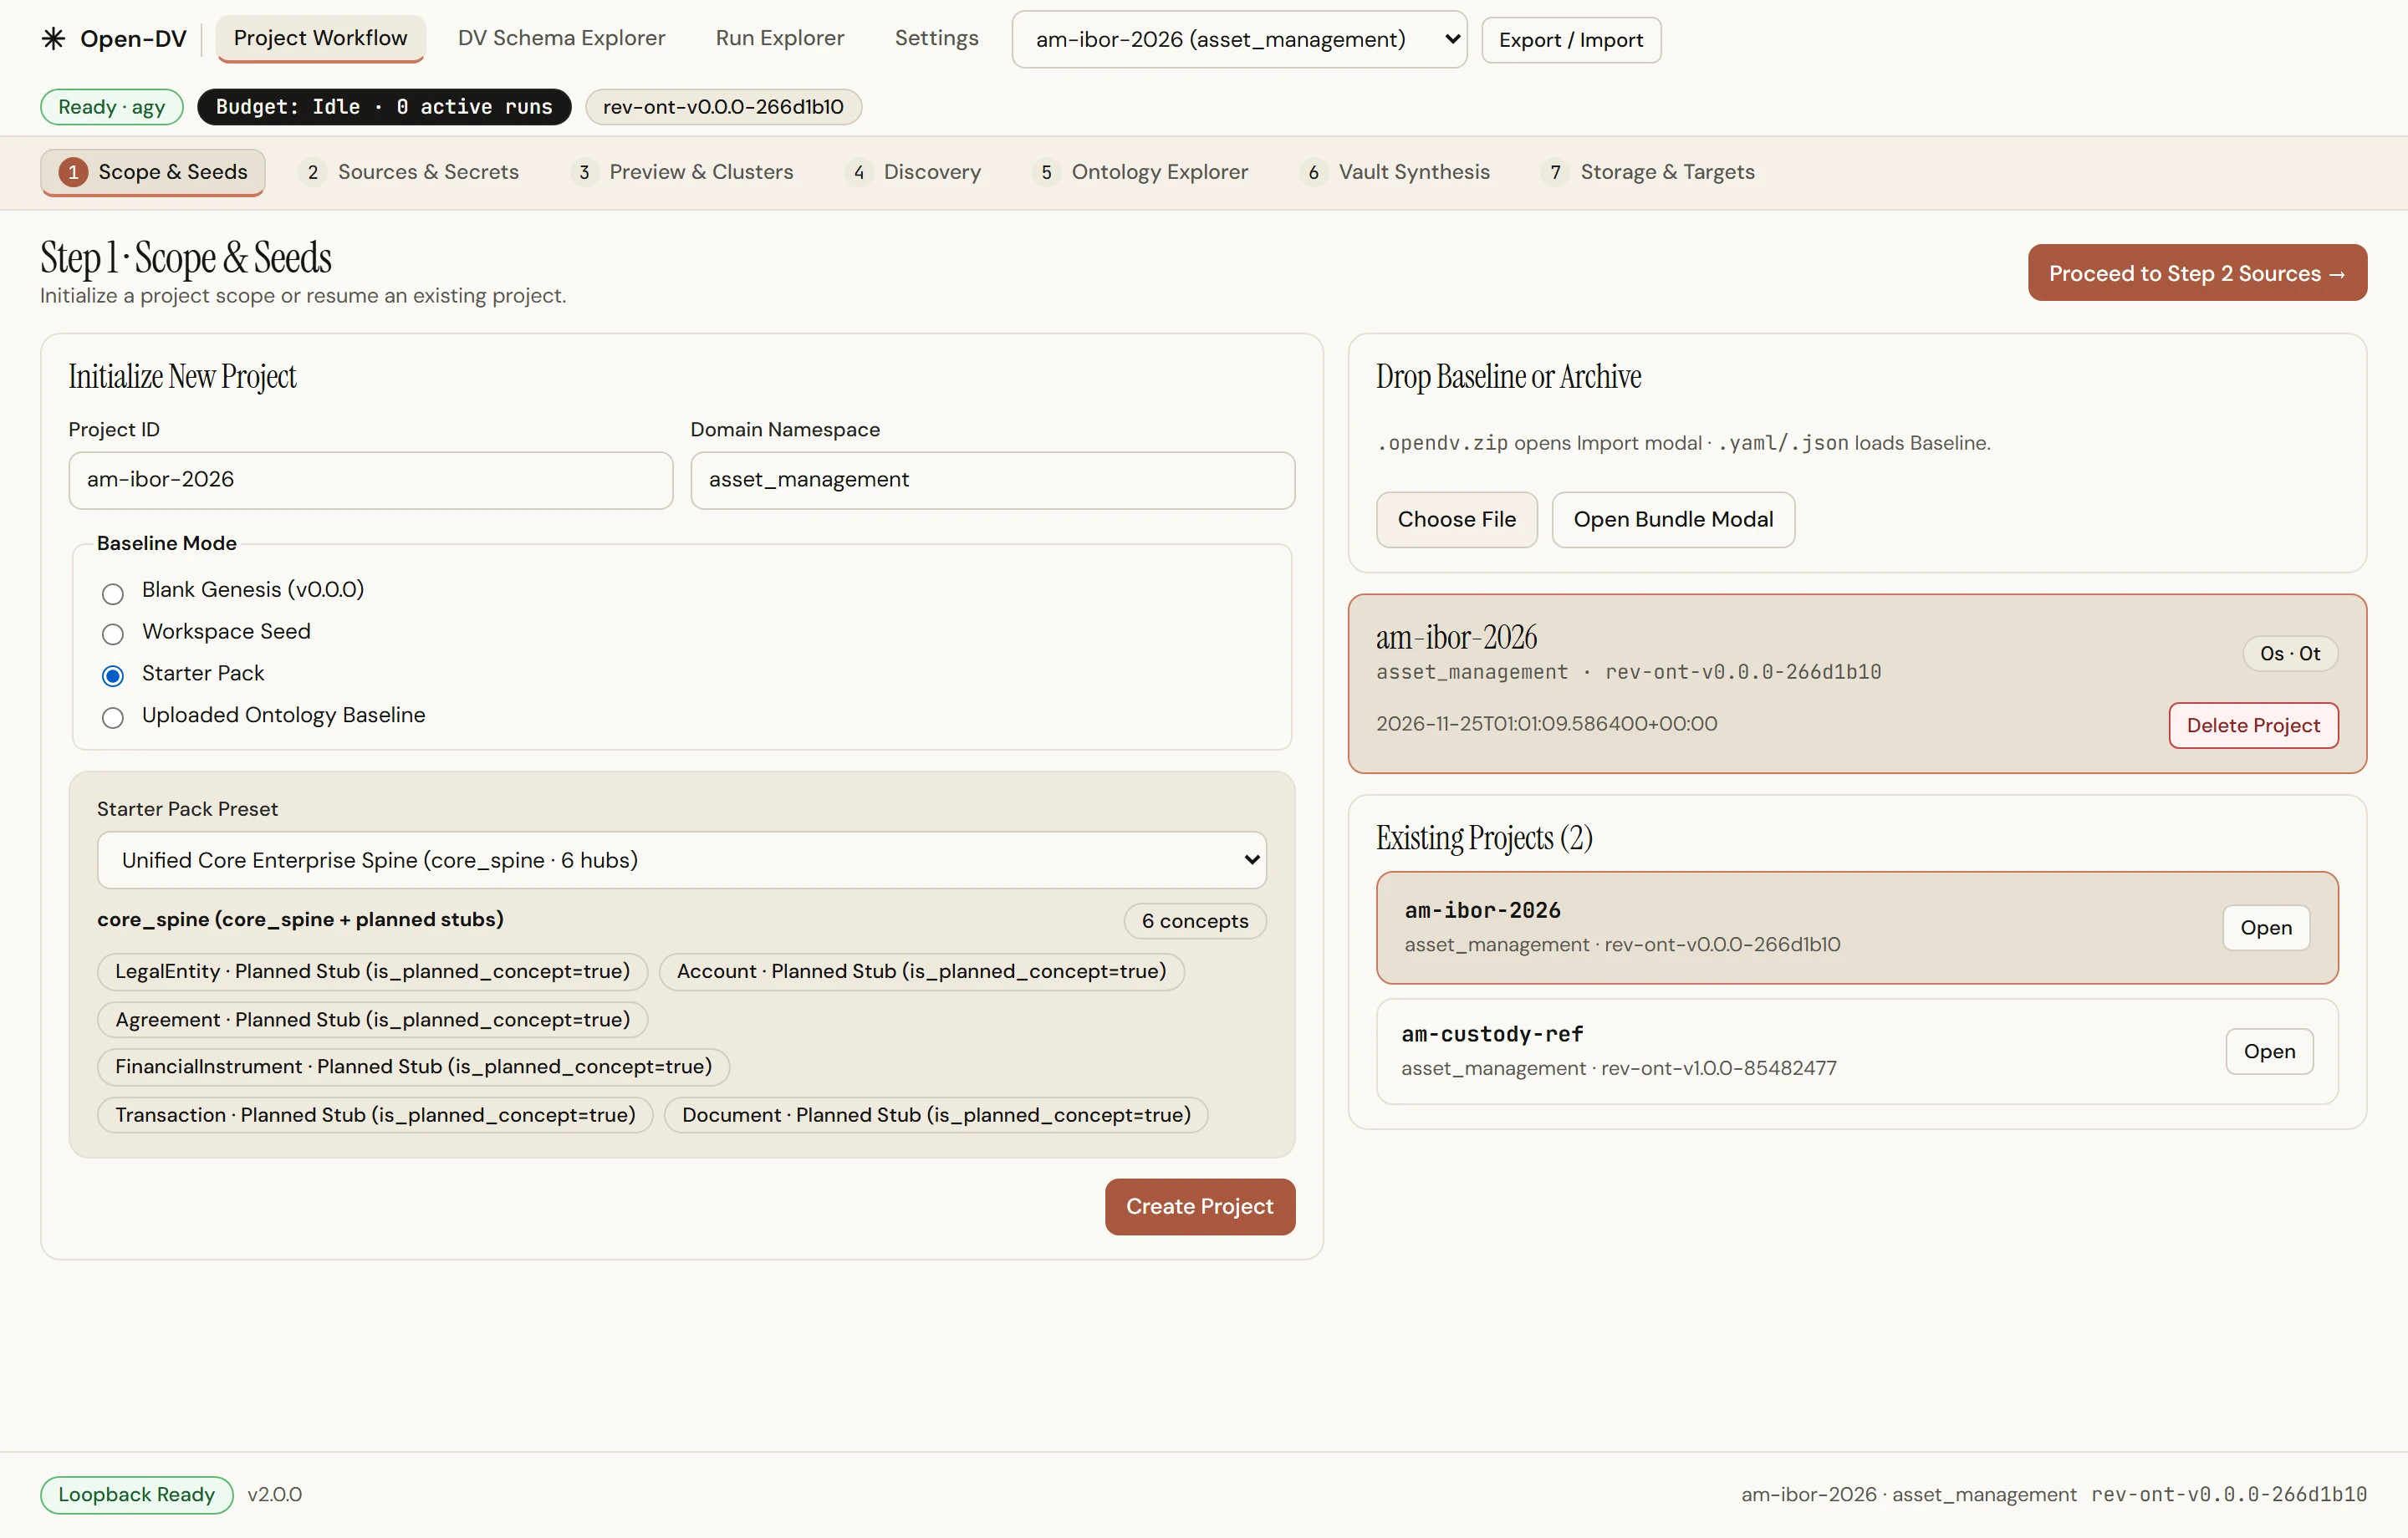 Open-DV
Project Workflow
DV Schema Explorer
Run Explorer
Settings
am-ibor-2026 (asset_management)
Export / Import
Ready · agy
Budget: Idle · 0 active runs
rev-ont-v0.0.0-266d1b10
1 Scope & Seeds
2 Sources & Secrets
3 Preview & Clusters
4 Discovery
5 Ontology Explorer
6 Vault Synthesis
7 Storage & Targets
Step 1 · Scope & Seeds
Initialize a project scope or resume an existing project.
Proceed to Step 2 Sources →
Initialize New Project
Project ID
am-ibor-2026
Domain Namespace
asset_management
Baseline Mode
Blank Genesis (v0.0.0)
Workspace Seed
Starter Pack
Uploaded Ontology Baseline
Starter Pack Preset
Unified Core Enterprise Spine (core_spine · 6 hubs)
core_spine (core_spine + planned stubs)
6 concepts
LegalEntity · Planned Stub (is_planned_concept=true)
Account · Planned Stub (is_planned_concept=true)
Agreement · Planned Stub (is_planned_concept=true)
FinancialInstrument · Planned Stub (is_planned_concept=true)
Transaction · Planned Stub (is_planned_concept=true)
Document · Planned Stub (is_planned_concept=true)
Create Project
Drop Baseline or Archive
.opendv.zip opens Import modal · .yaml/.json loads Baseline.
Choose File
Open Bundle Modal
am-ibor-2026
asset_management · rev-ont-v0.0.0-266d1b10
0s · 0t
2026-11-25T01:01:09.586400+00:00
Delete Project
Existing Projects (2)
am-ibor-2026
asset_management · rev-ont-v0.0.0-266d1b10
Open
am-custody-ref
asset_management · rev-ont-v1.0.0-85482477
Open
Loopback Ready
v2.0.0
am-ibor-2026 · asset_management rev-ont-v0.0.0-266d1b10